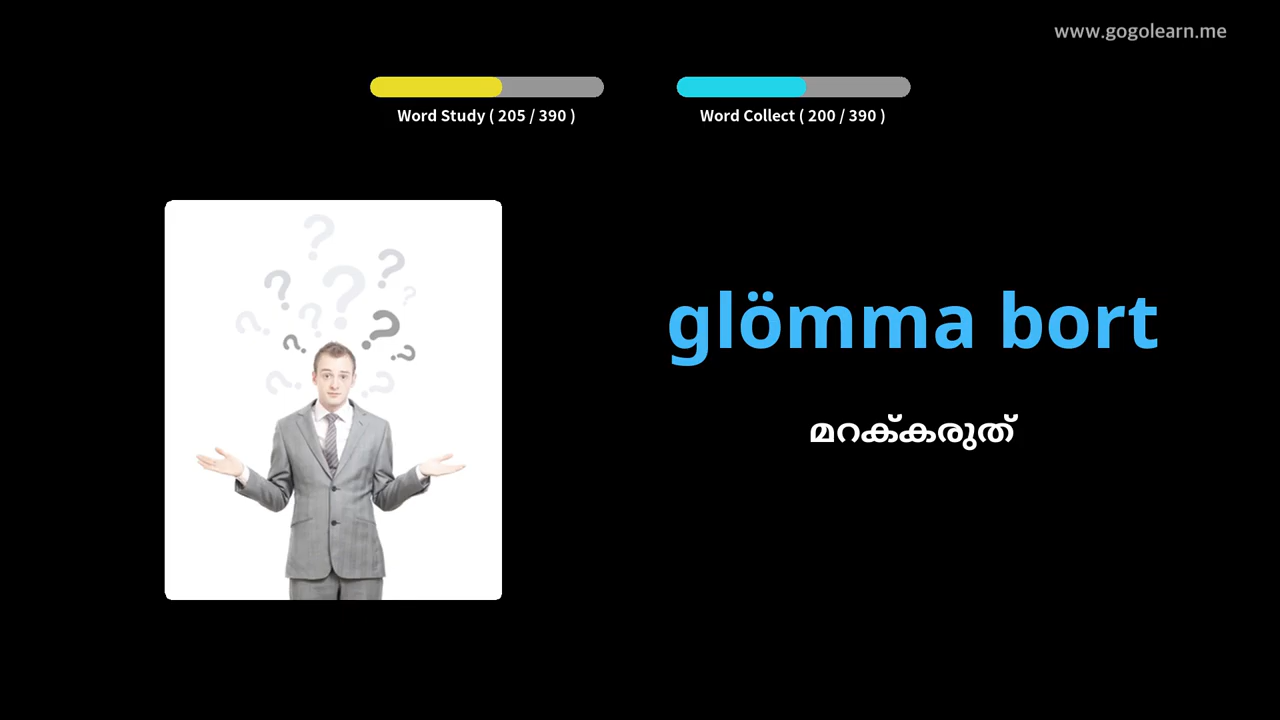 www.gogolearn.me
Word Study ( 205 / 390 )
Word Collect ( 200 / 390 )
glömma bort
മറക്കരുത്